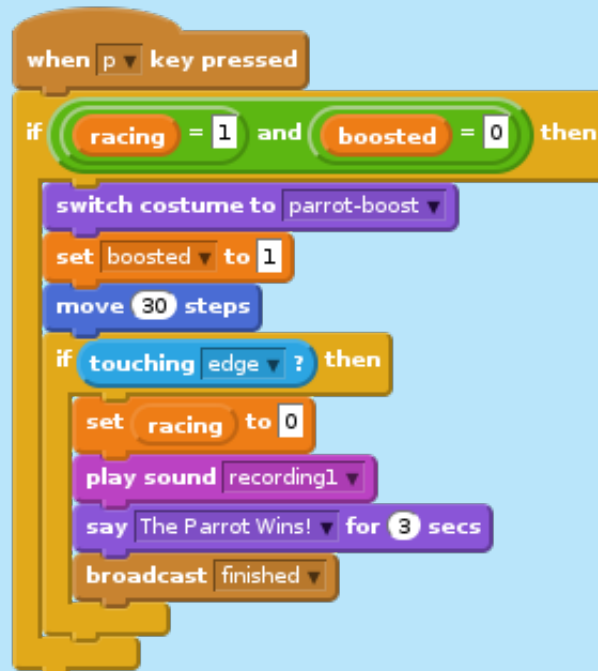 when p key pressed
if racing = 1 and boosted = 0 then
switch costume to parrot-boost
set boosted to 1
move 30 steps
if touching edge ? then
set racing to 0
play sound recording1
say The Parrot Wins! for 3 secs
broadcast finished